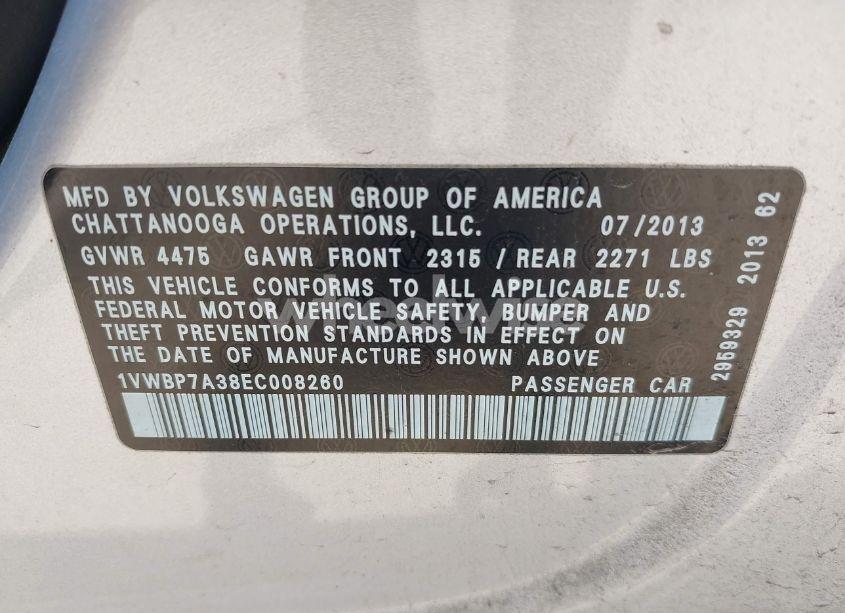 MFD BY VOLKSWAGEN GROUP OF AMERICA
CHATTANOOGA OPERATIONS, LLC. 07/2013
GVWR 4475 GAWR FRONT 2315 / REAR 2271 LBS
THIS VEHICLE CONFORMS TO ALL APPLICABLE U.S.
FEDERAL MOTOR VEHICLE SAFETY, BUMPER AND
THEFT PREVENTION STANDARDS IN EFFECT ON
THE DATE OF MANUFACTURE SHOWN ABOVE
1VWBP7A38EC008260 PASSENGER CAR
2959329 2013 62